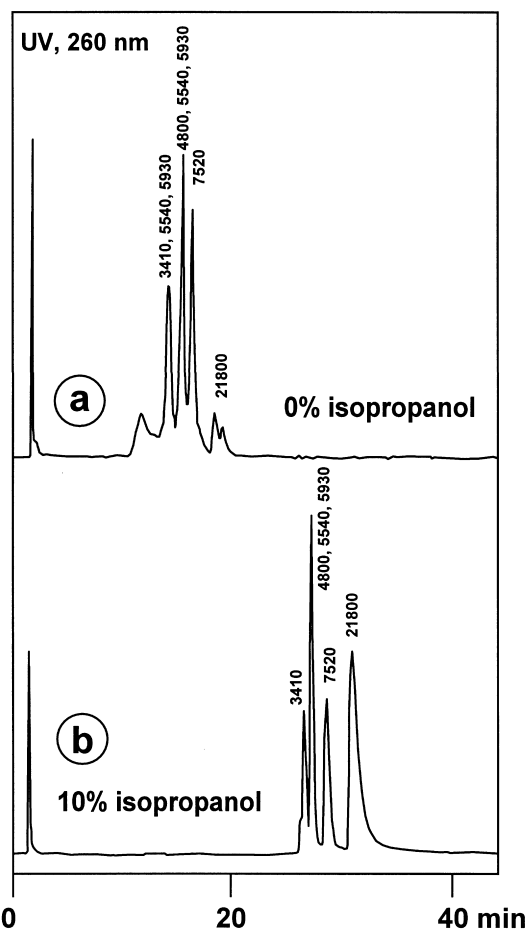 UV, 260 nm
3410, 5540, 5930
4800, 5540, 5930
7520
21800
a
0% isopropanol
3410
4800, 5540, 5930
7520
21800
b
10% isopropanol
0 20 40 min